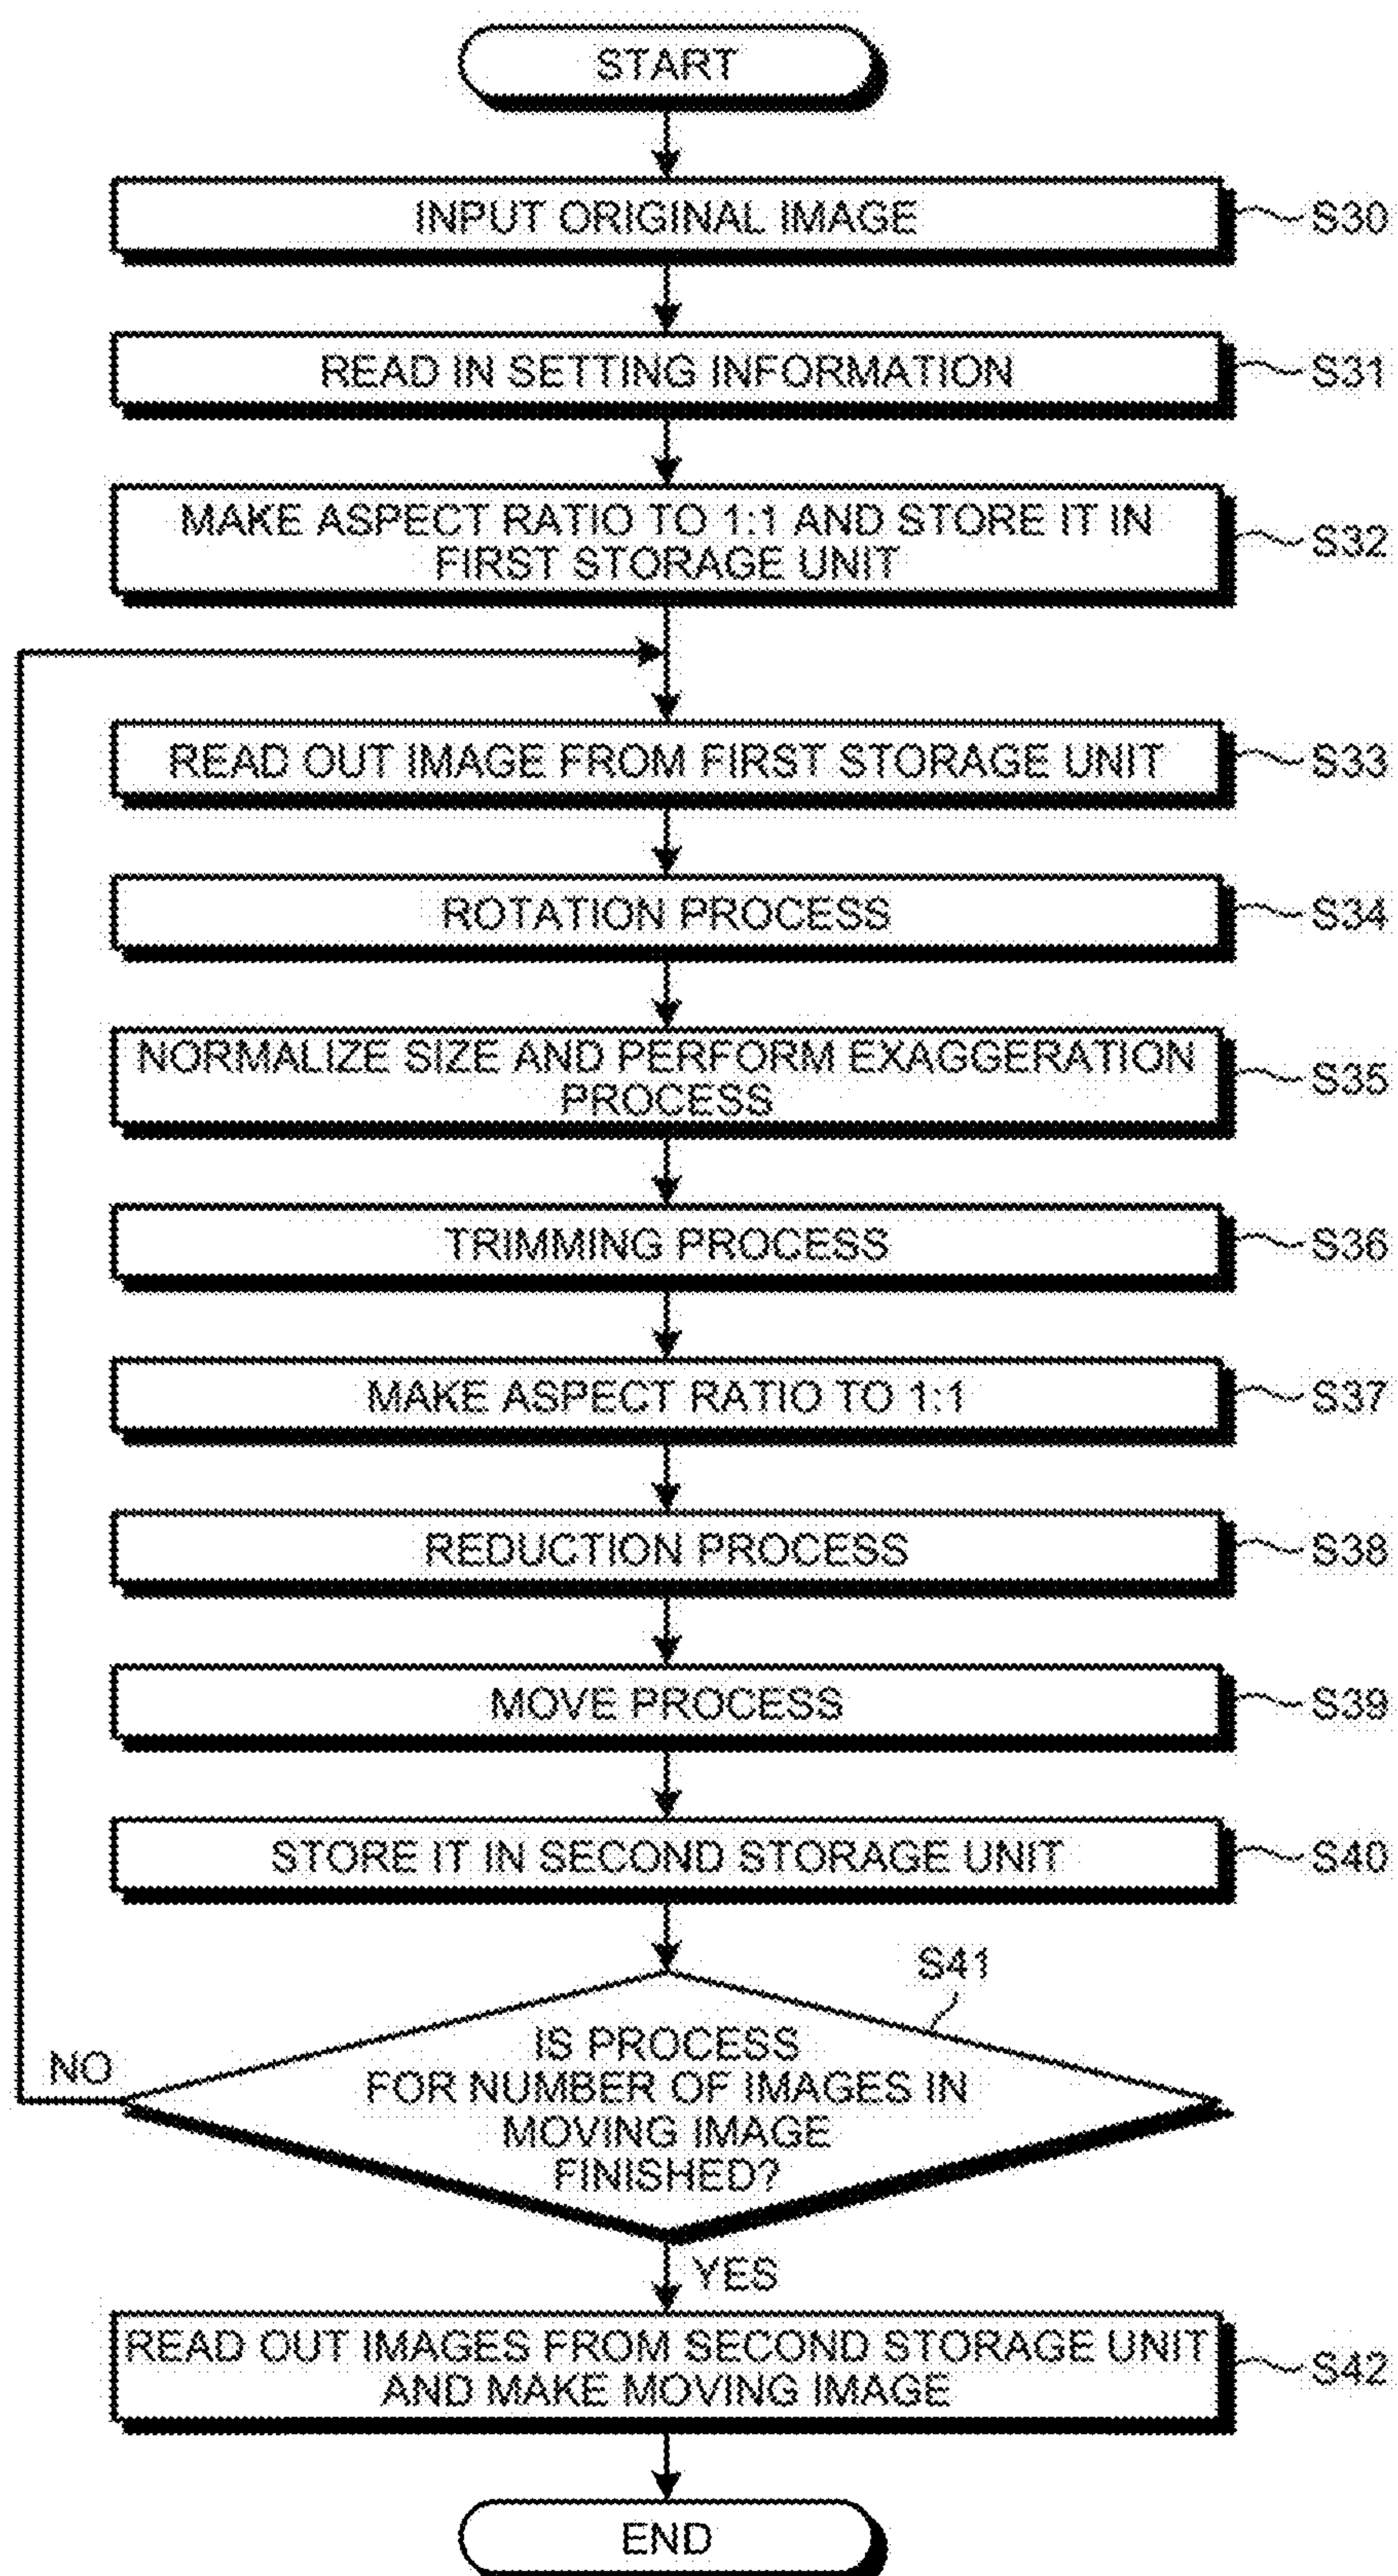 START
INPUT ORIGINAL IMAGE
S30
READ IN SETTING INFORMATION
S31
MAKE ASPECT RATIO TO 1:1 AND STORE IT IN
FIRST STORAGE UNIT
S32
READ OUT IMAGE FROM FIRST STORAGE UNIT
S33
ROTATION PROCESS
S34
NORMALIZE SIZE AND PERFORM EXAGGERATION
PROCESS
S35
TRIMMING PROCESS
S36
MAKE ASPECT RATIO TO 1:1
S37
REDUCTION PROCESS
S38
MOVE PROCESS
S39
STORE IT IN SECOND STORAGE UNIT
S40
S41
IS PROCESS
FOR NUMBER OF IMAGES IN
MOVING IMAGE
FINISHED?
NO
YES
READ OUT IMAGES FROM SECOND STORAGE UNIT
AND MAKE MOVING IMAGE
S42
END